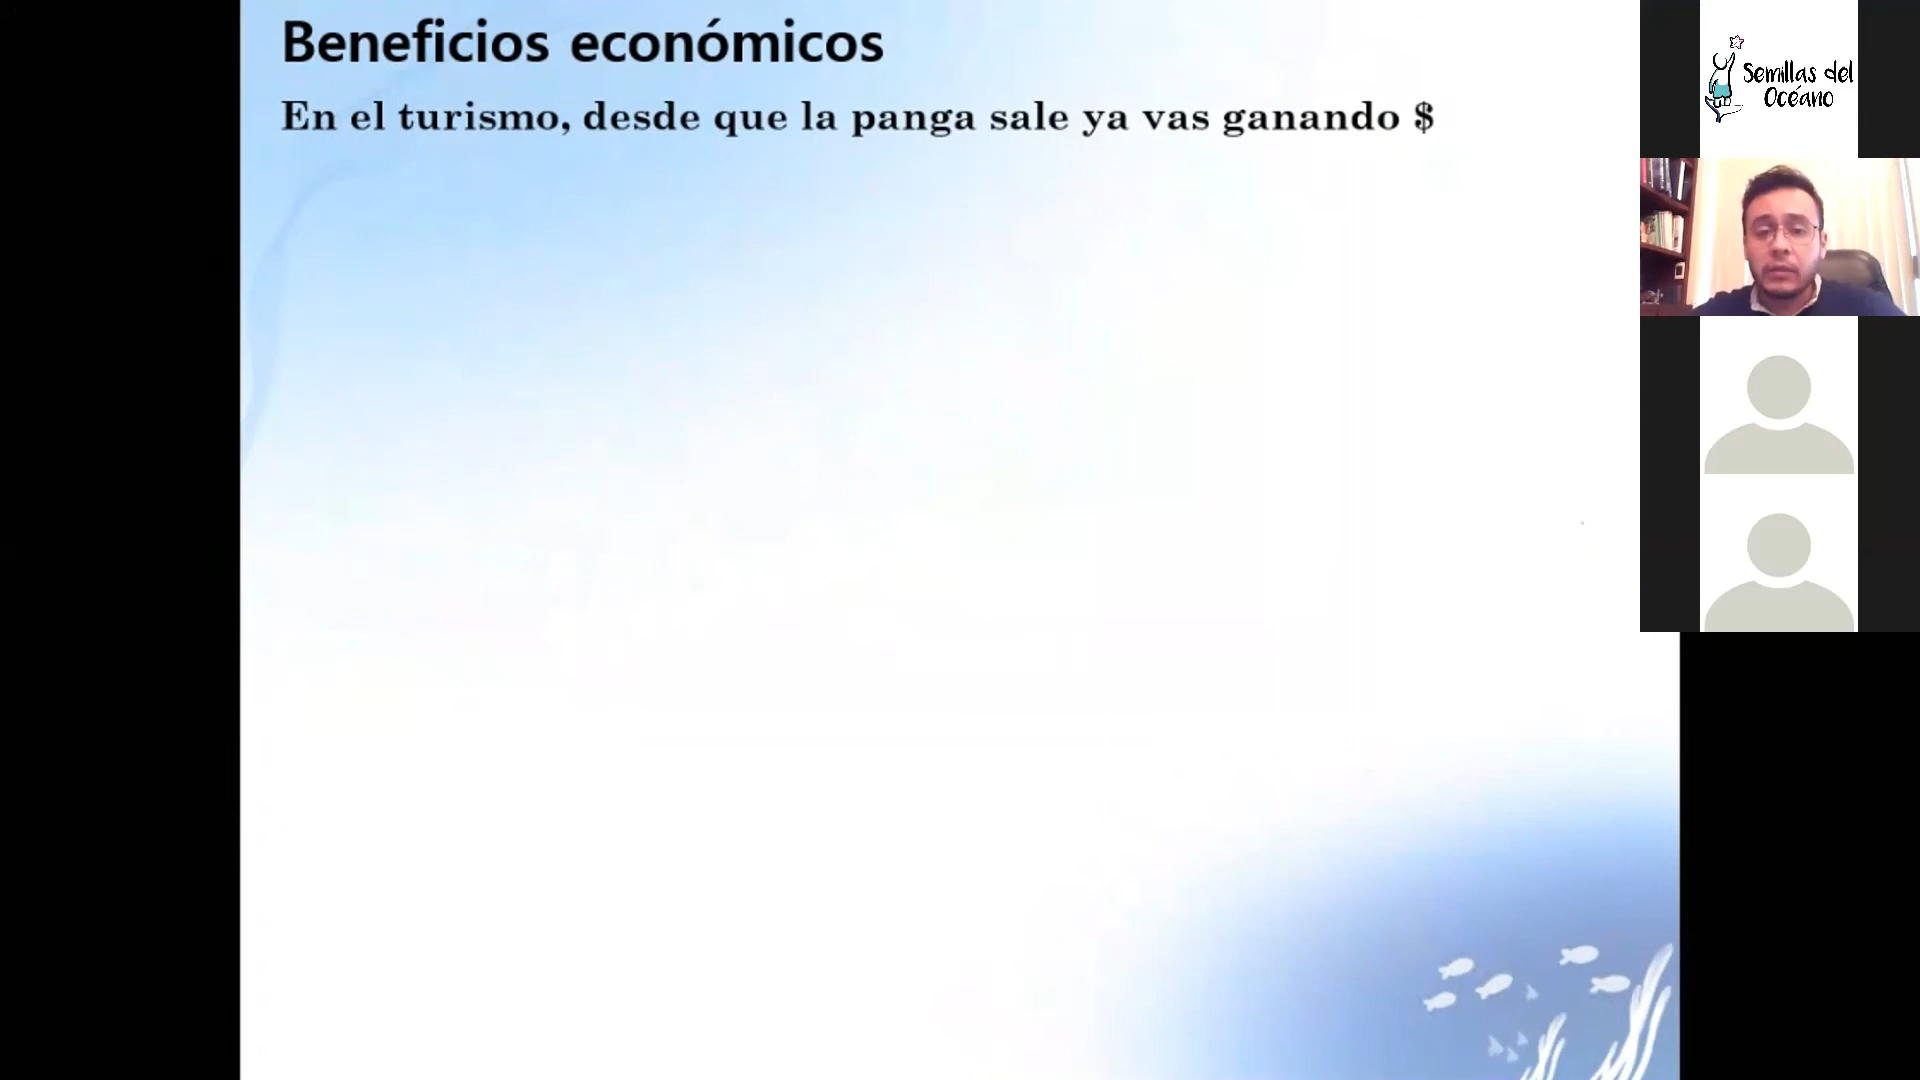 Beneficios económicos
En el turismo, desde que la panga sale ya vas ganando $
Semillas del
Océano